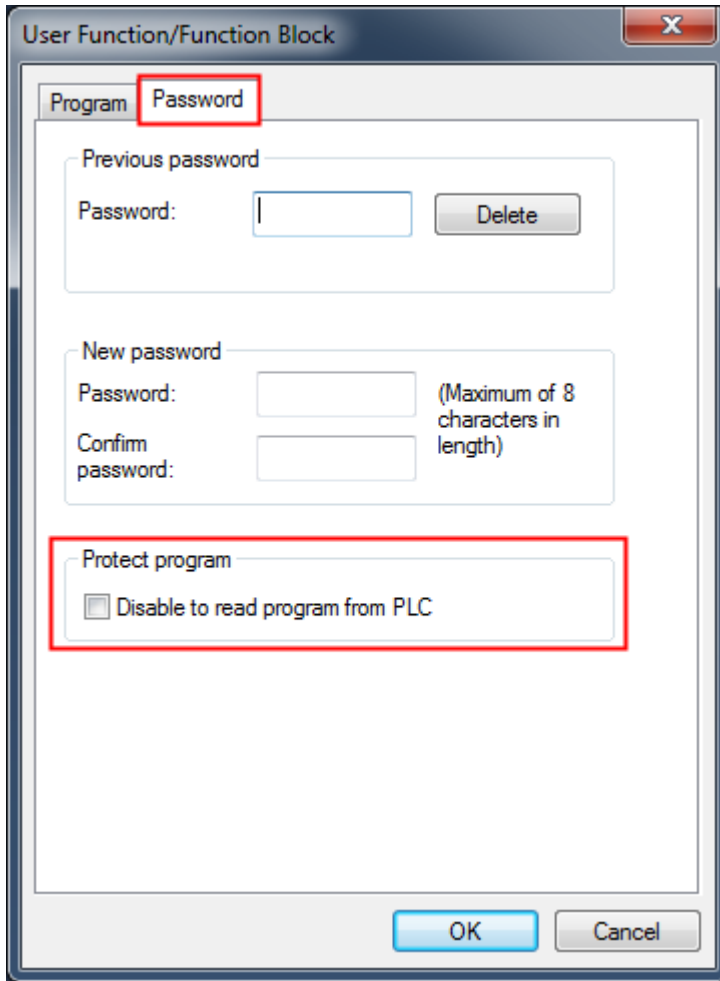 User Function/Function Block
Program
Password
Previous password
Password:
Delete
New password
Password:
(Maximum of 8
characters in
length)
Confirm
password:
Protect program
Disable to read program from PLC
OK
Cancel